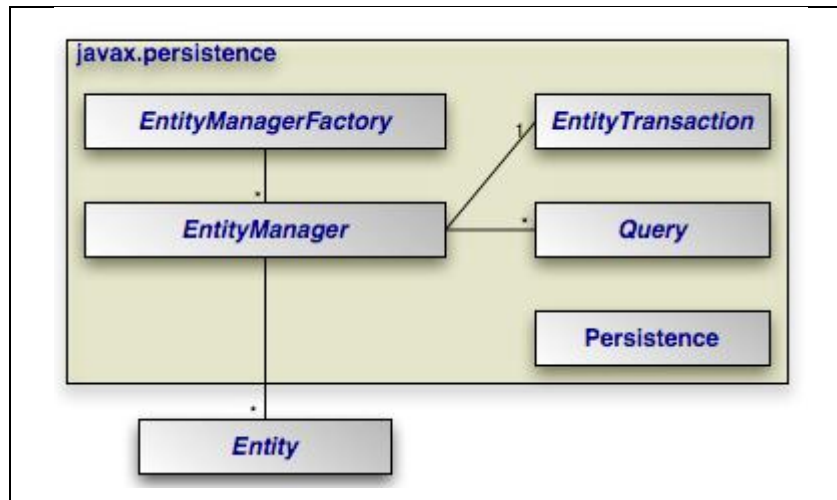 javax.persistence
EntityManagerFactory
EntityTransaction
1
*
EntityManager
*
Query
Persistence
*
Entity